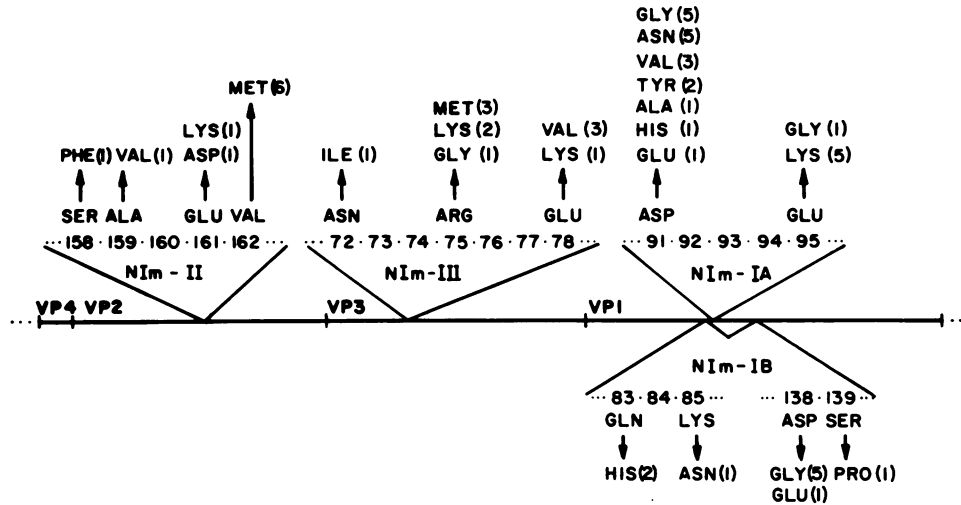 GLY (5)
ASN (5)
VAL (3)
TYR (2)
MET (6) MET (3) ALA (1)
LYS (1) LYS (2) VAL (3) HIS (1) GLY (1)
PHE (1) VAL (1) ASP (1) ILE (1) GLY (1) LYS (1) GLU (1) LYS (5)
SER ALA GLU VAL ASN ARG GLU ASP GLU
··· 158 · 159 · 160 · 161 · 162 ··· ··· 72 · 73 · 74 · 75 · 76 · 77 · 78 ··· ··· 91 · 92 · 93 · 94 · 95 ···
NIm - II NIm - III NIm - IA
VP4 VP2 VP3 VP1
NIm - IB
··· 83 · 84 · 85 ··· ··· 138 · 139 ···
GLN LYS ASP SER
HIS (2) ASN (1) GLY (5) PRO (1)
GLU (1)